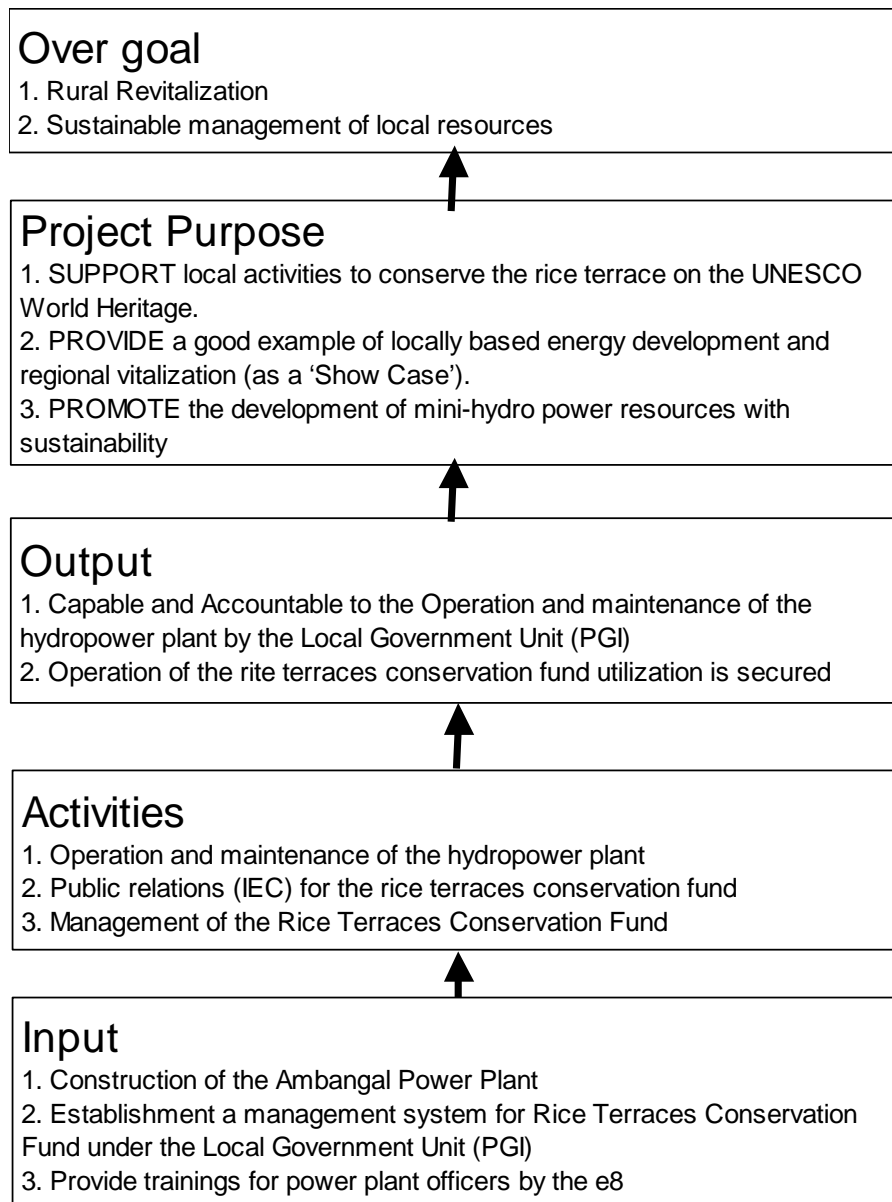 Over goal
1. Rural Revitalization
2. Sustainable management of local resources
Project Purpose
1. SUPPORT local activities to conserve the rice terrace on the UNESCO
World Heritage.
2. PROVIDE a good example of locally based energy development and
regional vitalization (as a ‘Show Case’).
3. PROMOTE the development of mini-hydro power resources with
sustainability
Output
1. Capable and Accountable to the Operation and maintenance of the
hydropower plant by the Local Government Unit (PGI)
2. Operation of the rite terraces conservation fund utilization is secured
Activities
1. Operation and maintenance of the hydropower plant
2. Public relations (IEC) for the rice terraces conservation fund
3. Management of the Rice Terraces Conservation Fund
Input
1. Construction of the Ambangal Power Plant
2. Establishment a management system for Rice Terraces Conservation
Fund under the Local Government Unit (PGI)
3. Provide trainings for power plant officers by the e8